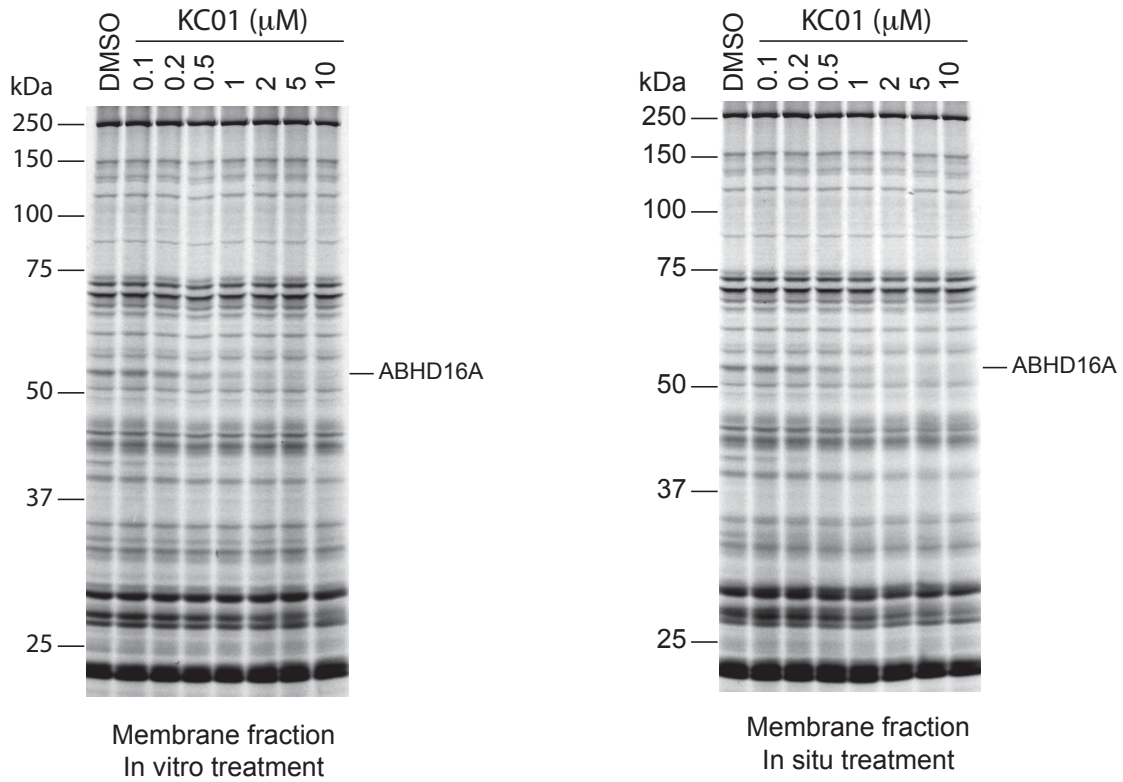 KC01 (μM)
DMSO 0.1 0.2 0.5 1 2 5 10
kDa
250
150
100
75
50
37
25
ABHD16A
Membrane fraction
In vitro treatment
KC01 (μM)
DMSO 0.1 0.2 0.5 1 2 5 10
kDa
250
150
100
75
50
37
25
ABHD16A
Membrane fraction
In situ treatment